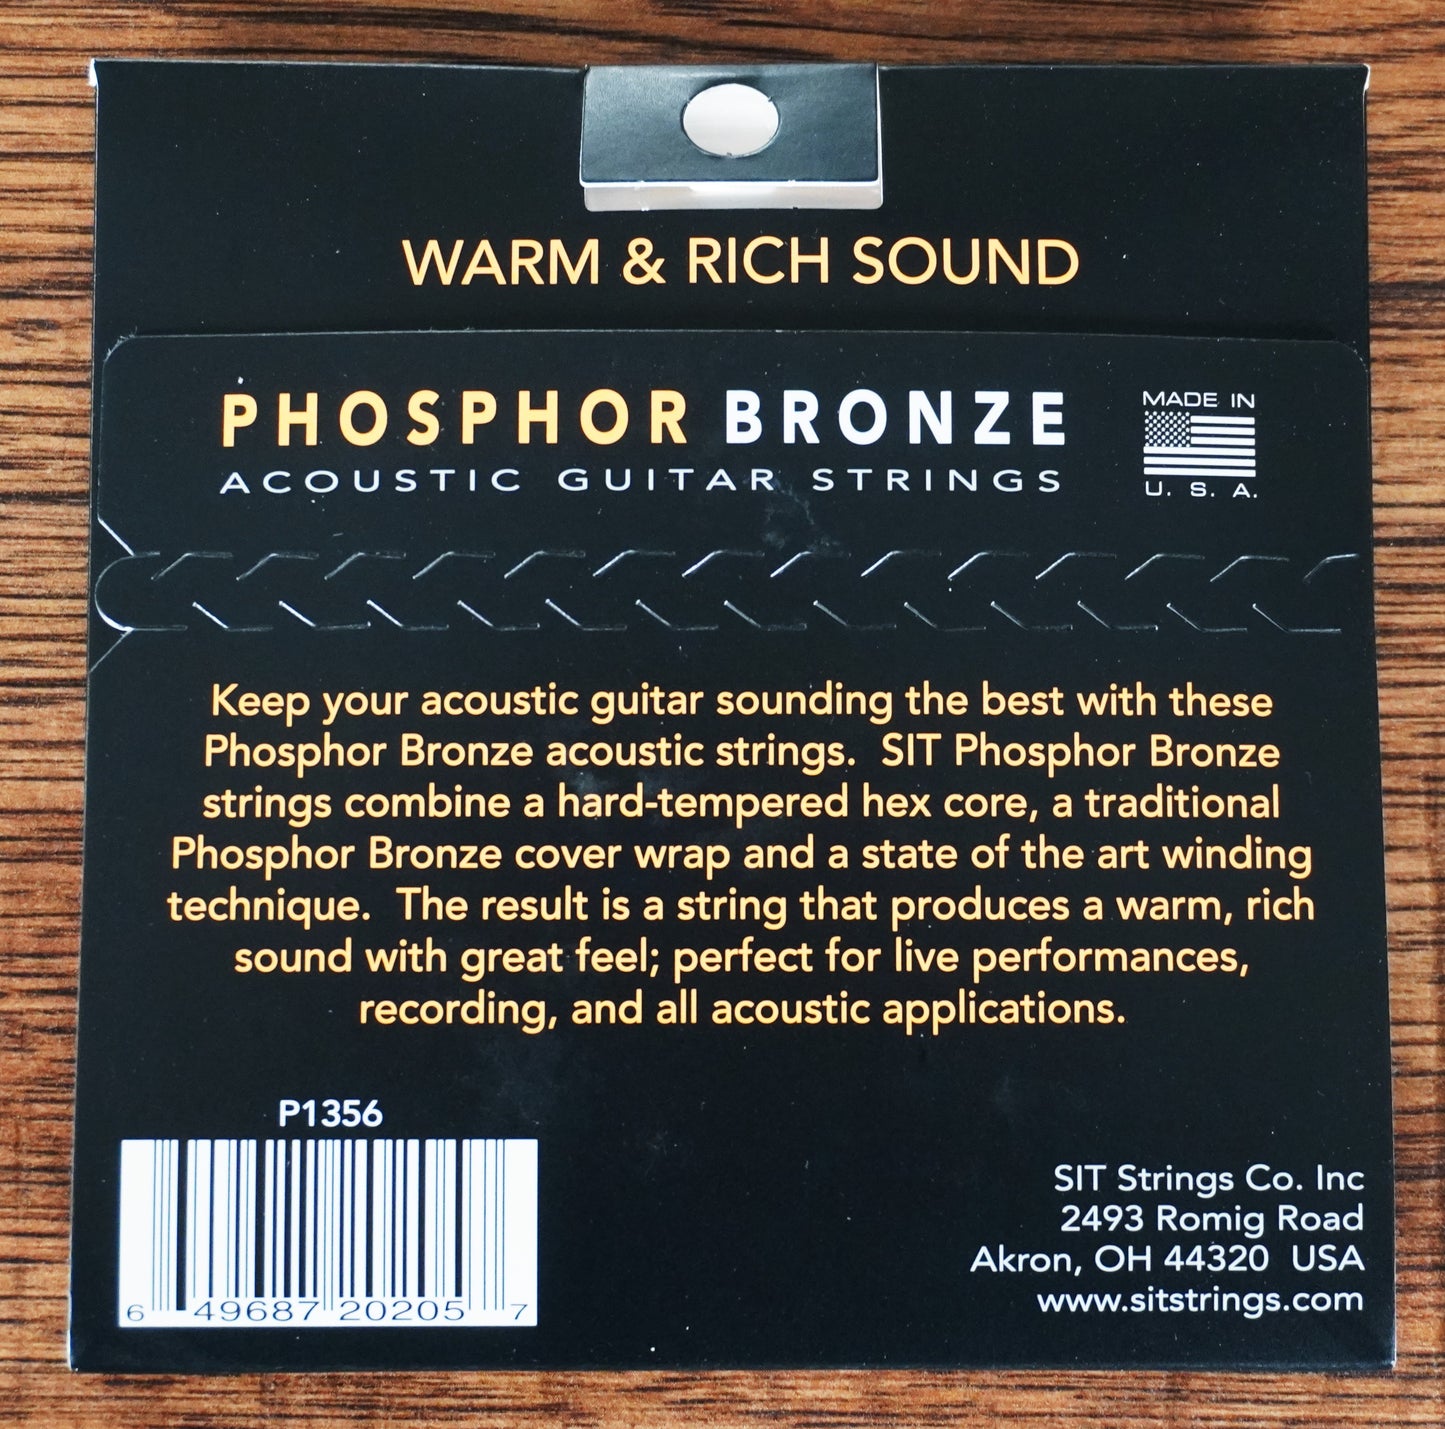 WARM & RICH SOUND
PHOSPHOR BRONZE
ACOUSTIC GUITAR STRINGS
MADE IN
U. S. A.
Keep your acoustic guitar sounding the best with these
Phosphor Bronze acoustic strings.  SIT Phosphor Bronze
strings combine a hard-tempered hex core, a traditional
Phosphor Bronze cover wrap and a state of the art winding
technique.  The result is a string that produces a warm, rich
sound with great feel; perfect for live performances,
recording, and all acoustic applications.
P1356
6 49687 20205 7
SIT Strings Co. Inc
2493 Romig Road
Akron, OH 44320  USA
www.sitstrings.com